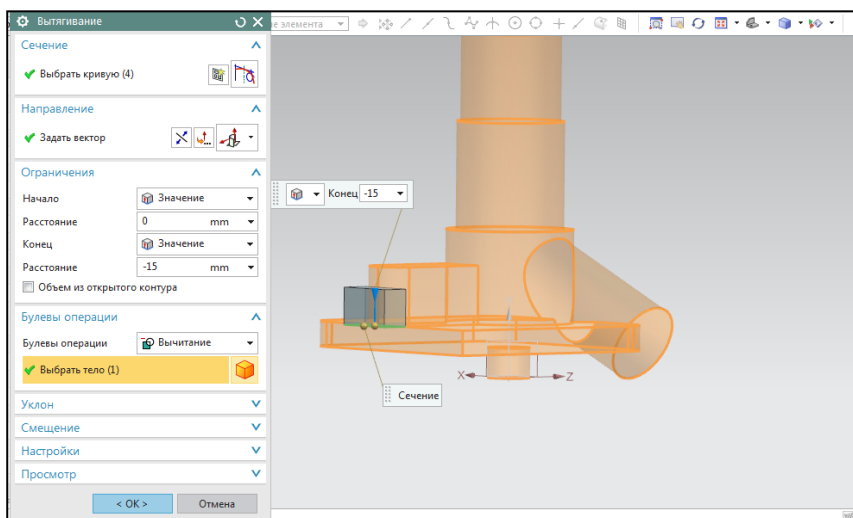 Вытягивание
е элемента
Сечение
Выбрать кривую (4)
Направление
Задать вектор
Ограничения
Начало Значение
Расстояние 0 mm
Конец Значение
Расстояние -15 mm
Объем из открытого контура
Булевы операции
Булевы операции Вычитание
Выбрать тело (1)
Уклон
Смещение
Настройки
Просмотр
< OK > Отмена
Конец -15
X Z
Сечение